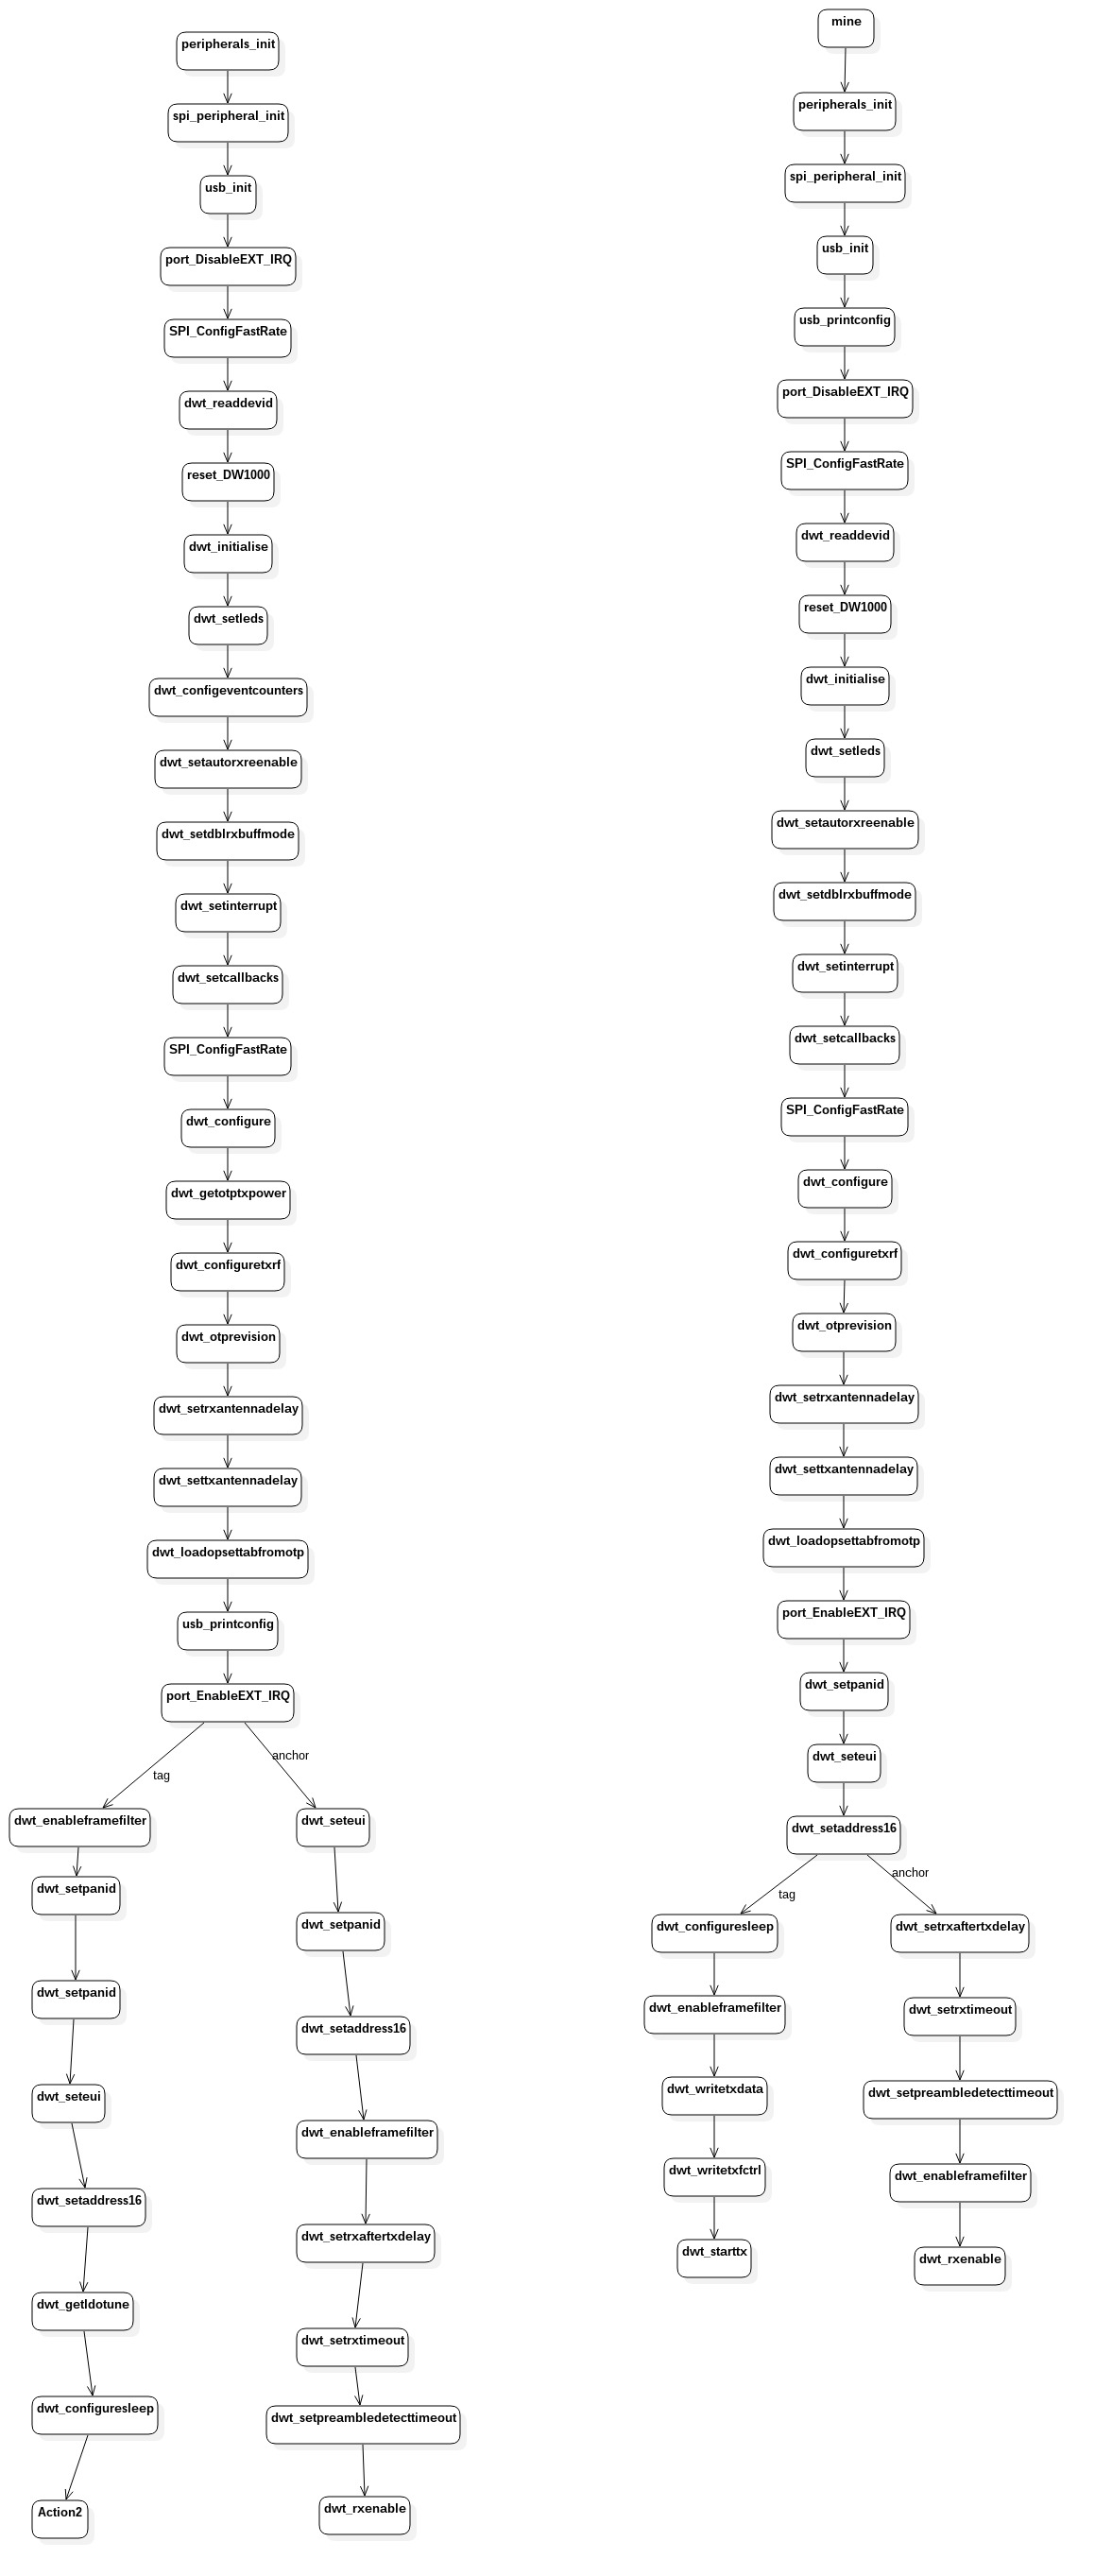 peripherals_init
spi_peripheral_init
usb_init
port_DisableEXT_IRQ
SPI_ConfigFastRate
dwt_readdevid
reset_DW1000
dwt_initialise
dwt_setleds
dwt_configeventcounters
dwt_setautorxreenable
dwt_setdblrxbuffmode
dwt_setinterrupt
dwt_setcallbacks
SPI_ConfigFastRate
dwt_configure
dwt_getotptxpower
dwt_configuretxrf
dwt_otprevision
dwt_setrxantennadelay
dwt_settxantennadelay
dwt_loadopsettabfromotp
usb_printconfig
port_EnableEXT_IRQ
tag
dwt_enableframefilter
dwt_setpanid
dwt_setpanid
dwt_seteui
dwt_setaddress16
dwt_getldotune
dwt_configuresleep
Action2
anchor
dwt_seteui
dwt_setpanid
dwt_setaddress16
dwt_enableframefilter
dwt_setrxaftertxdelay
dwt_setrxtimeout
dwt_setpreambledetecttimeout
dwt_rxenable
mine
peripherals_init
spi_peripheral_init
usb_init
usb_printconfig
port_DisableEXT_IRQ
SPI_ConfigFastRate
dwt_readdevid
reset_DW1000
dwt_initialise
dwt_setleds
dwt_setautorxreenable
dwt_setdblrxbuffmode
dwt_setinterrupt
dwt_setcallbacks
SPI_ConfigFastRate
dwt_configure
dwt_configuretxrf
dwt_otprevision
dwt_setrxantennadelay
dwt_settxantennadelay
dwt_loadopsettabfromotp
port_EnableEXT_IRQ
dwt_setpanid
dwt_seteui
dwt_setaddress16
tag
dwt_configuresleep
dwt_enableframefilter
dwt_writetxdata
dwt_writetxfctrl
dwt_starttx
anchor
dwt_setrxaftertxdelay
dwt_setrxtimeout
dwt_setpreambledetecttimeout
dwt_enableframefilter
dwt_rxenable